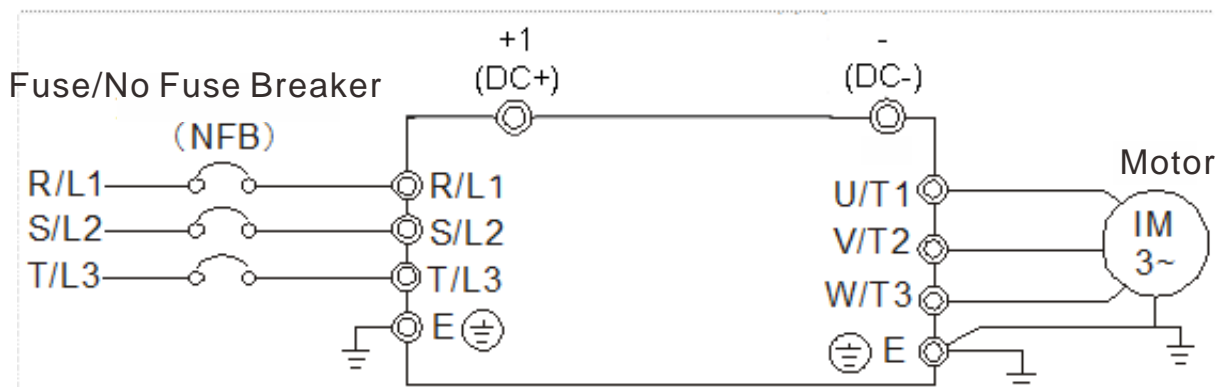 +1
-
(DC+)
(DC-)
Fuse/No Fuse Breaker
（NFB）
Motor
R/L1
R/L1
U/T1
IM
S/L2
S/L2
V/T2
3~
T/L3
T/L3
W/T3
E
E